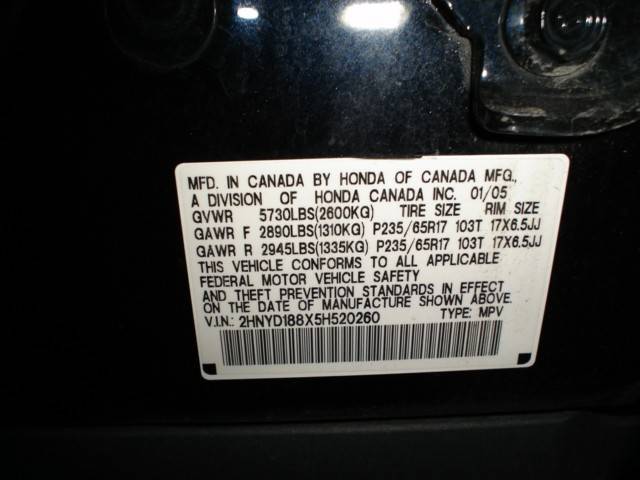 MFD. IN CANADA BY HONDA OF CANADA MFG.,
A DIVISION OF HONDA CANADA INC. 01/05
GVWR 5730LBS(2600KG) TIRE SIZE RIM SIZE
GAWR F 2890LBS(1310KG) P235/65R17 103T 17X6.5JJ
GAWR R 2945LBS(1335KG) P235/65R17 103T 17X6.5JJ
THIS VEHICLE CONFORMS TO ALL APPLICABLE
FEDERAL MOTOR VEHICLE SAFETY
AND THEFT PREVENTION STANDARDS IN EFFECT
ON THE DATE OF MANUFACTURE SHOWN ABOVE.
V.I.N.: 2HNYD188X5H520260 TYPE: MPV